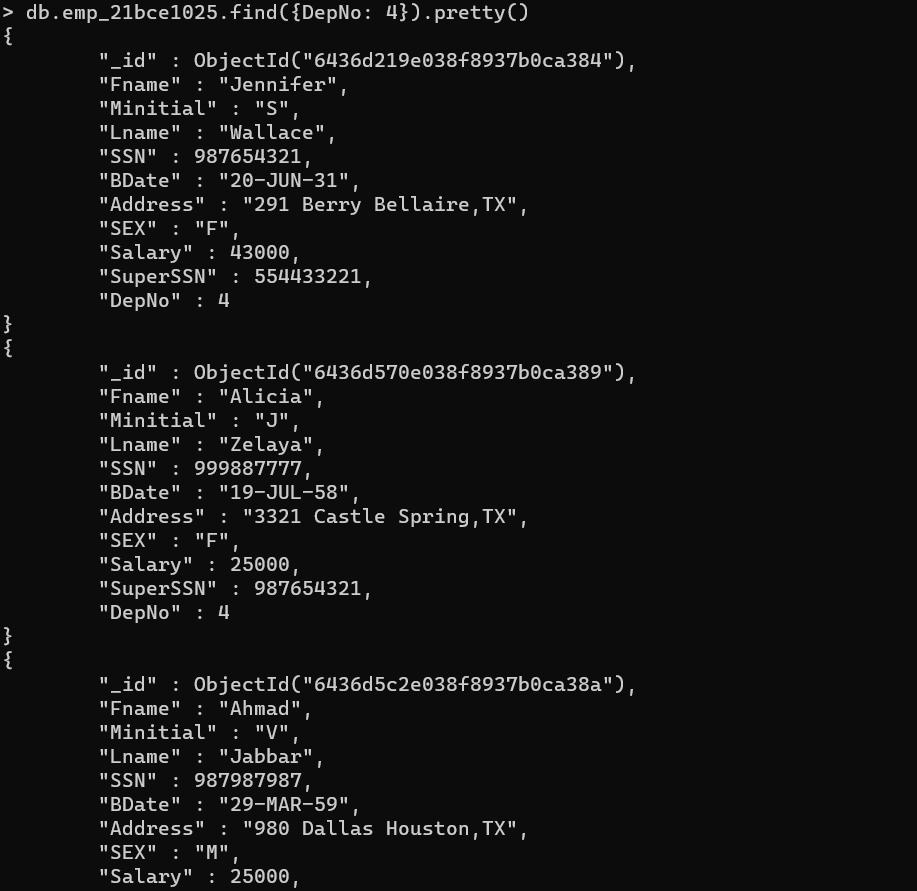 > db.emp_21bce1025.find({DepNo: 4}).pretty()
{
        "_id" : ObjectId("6436d219e038f8937b0ca384"),
        "Fname" : "Jennifer",
        "Minitial" : "S",
        "Lname" : "Wallace",
        "SSN" : 987654321,
        "BDate" : "20-JUN-31",
        "Address" : "291 Berry Bellaire,TX",
        "SEX" : "F",
        "Salary" : 43000,
        "SuperSSN" : 554433221,
        "DepNo" : 4
}
{
        "_id" : ObjectId("6436d570e038f8937b0ca389"),
        "Fname" : "Alicia",
        "Minitial" : "J",
        "Lname" : "Zelaya",
        "SSN" : 999887777,
        "BDate" : "19-JUL-58",
        "Address" : "3321 Castle Spring,TX",
        "SEX" : "F",
        "Salary" : 25000,
        "SuperSSN" : 987654321,
        "DepNo" : 4
}
{
        "_id" : ObjectId("6436d5c2e038f8937b0ca38a"),
        "Fname" : "Ahmad",
        "Minitial" : "V",
        "Lname" : "Jabbar",
        "SSN" : 987987987,
        "BDate" : "29-MAR-59",
        "Address" : "980 Dallas Houston,TX",
        "SEX" : "M",
        "Salary" : 25000,